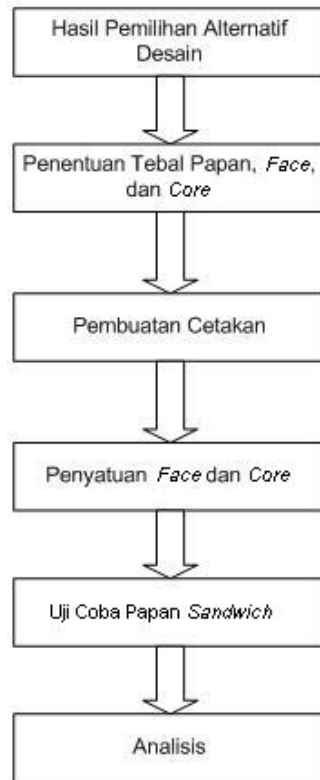 Hasil Pemilihan Alternatif
Desain
Penentuan Tebal Papan, Face,
dan Core
Pembuatan Cetakan
Penyatuan Face dan Core
Uji Coba Papan Sandwich
Analisis